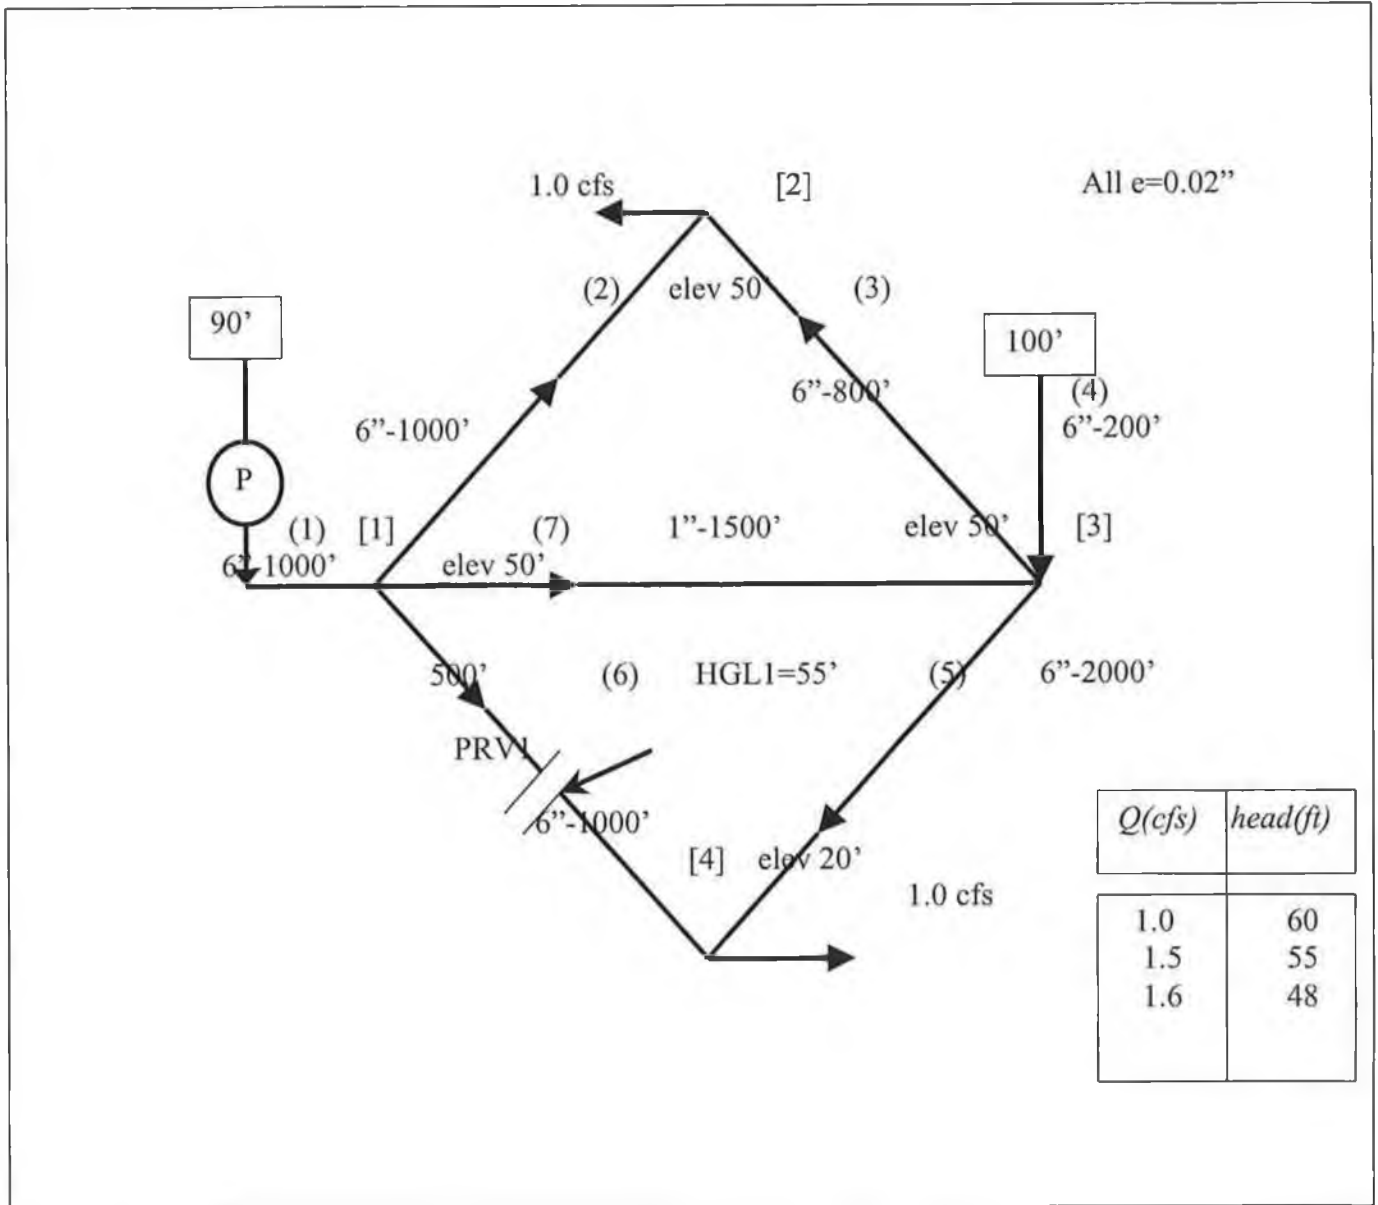 1.0 cfs [2] All e=0.02”
(2) elev 50’ (3)
90’
100’
(4)
6”-800’
6”-1000’ 6”-200’
P
(1) [1] (7) 1”-1500’ elev 50’ [3]
6”-1000’ elev 50’
500’ (6) HGL1=55’ (5) 6”-2000’
PRV1
6”-1000’
[4] elev 20’
1.0 cfs
Q(cfs) head(ft)
1.0 60
1.5 55
1.6 48